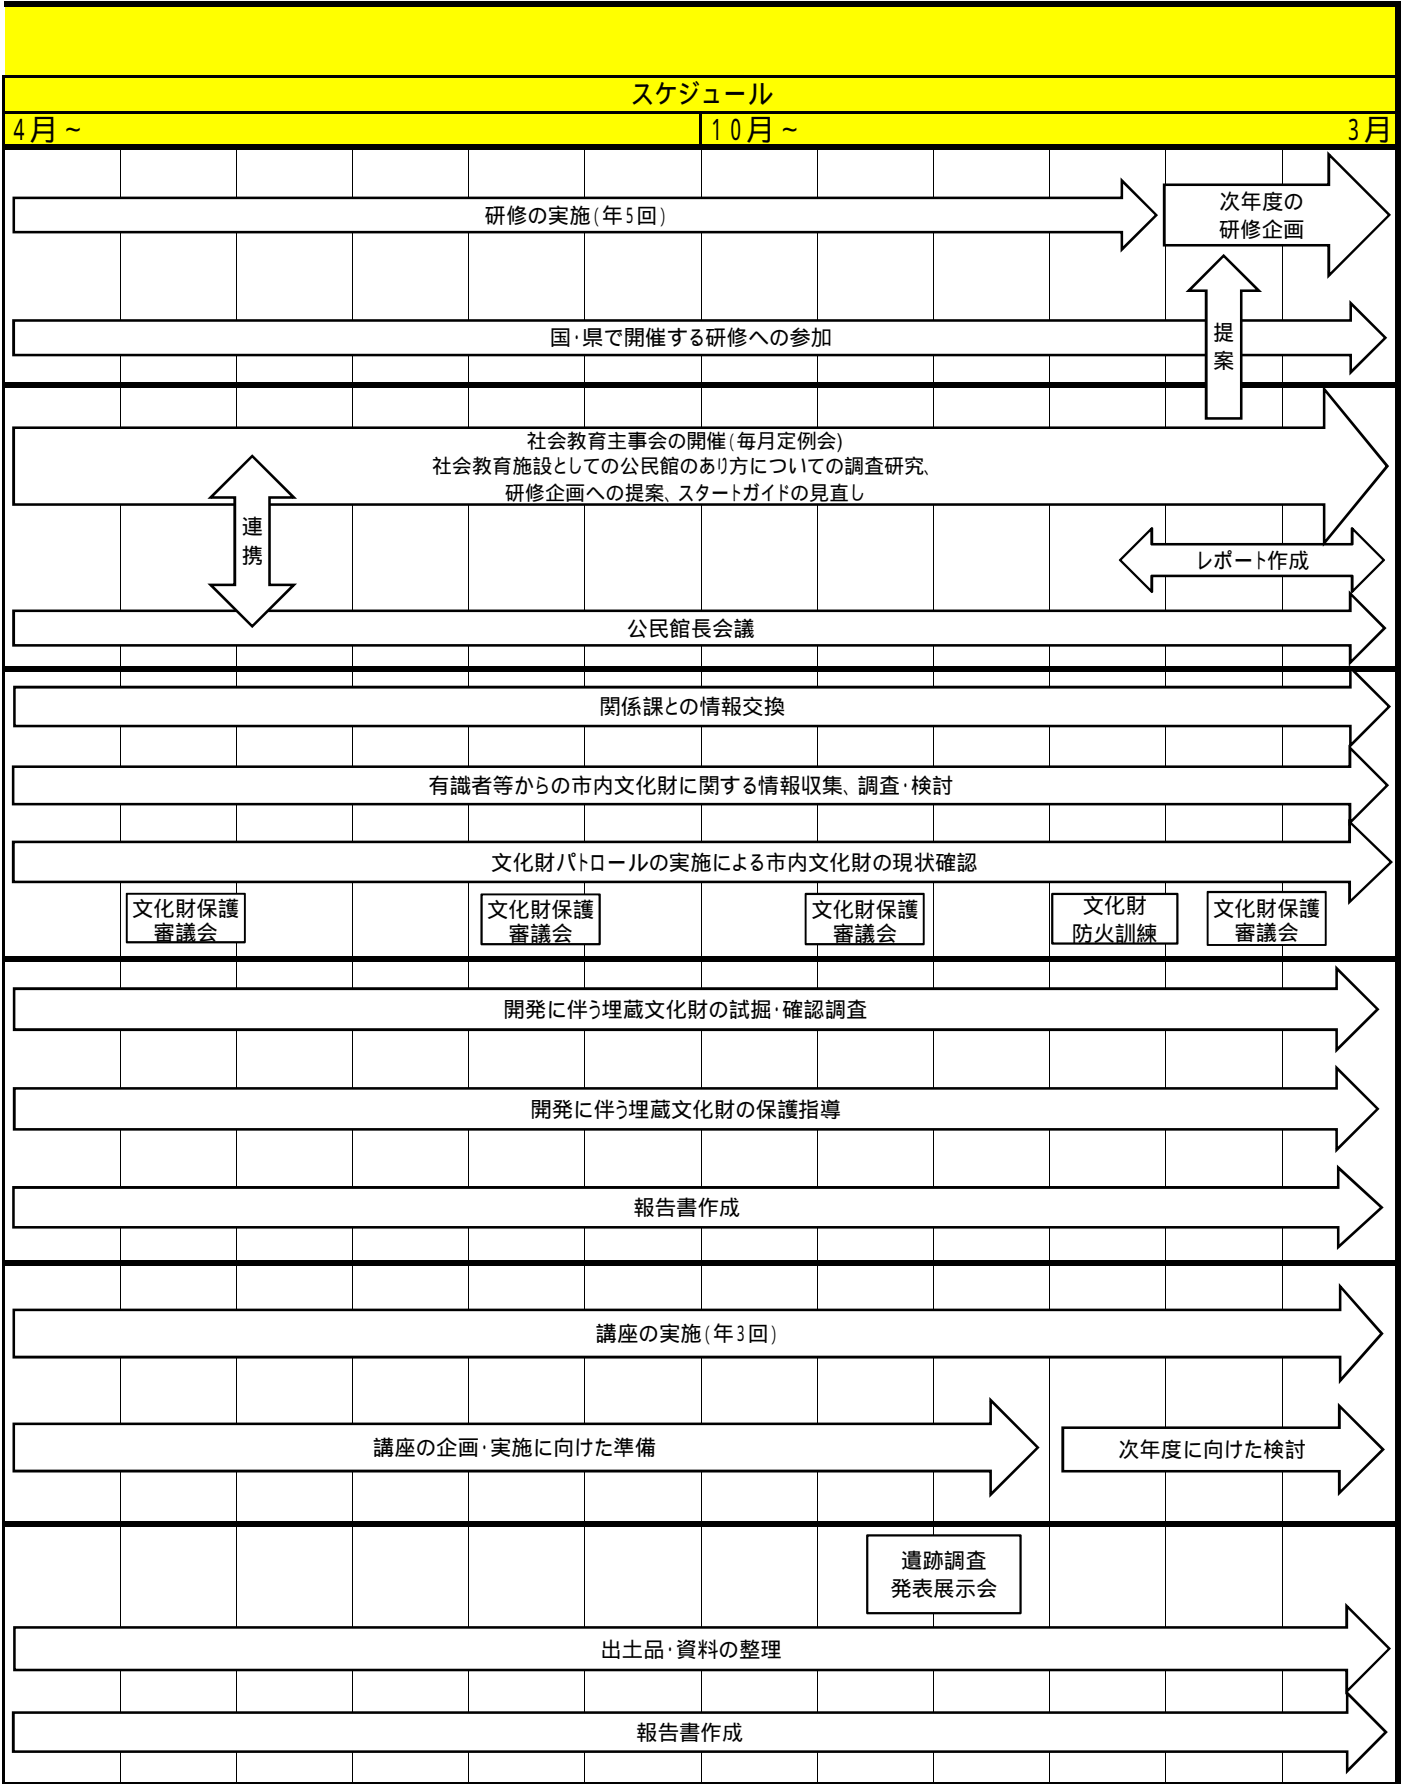 スケジュール
4月~
10月~
3月
研修の実施(年5回)
次年度の
研修企画
国・県で開催する研修への参加
提
案
社会教育主事会の開催(毎月定例会)
社会教育施設としての公民館のあり方についての調査研究、
研修企画への提案、スタートガイドの見直し
連
携
レポート作成
公民館長会議
関係課との情報交換
有識者等からの市内文化財に関する情報収集、調査・検討
文化財パトロールの実施による市内文化財の現状確認
文化財保護
審議会
文化財保護
審議会
文化財保護
審議会
文化財
防火訓練
文化財保護
審議会
開発に伴う埋蔵文化財の試掘・確認調査
開発に伴う埋蔵文化財の保護指導
報告書作成
講座の実施(年3回)
講座の企画・実施に向けた準備
次年度に向けた検討
遺跡調査
発表展示会
出土品・資料の整理
報告書作成